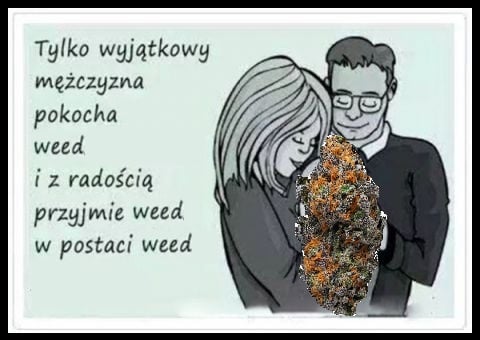 Tylko wyjątkowy
mężczyzna
pokocha
weed
i z radością
przyjmie weed
w postaci weed